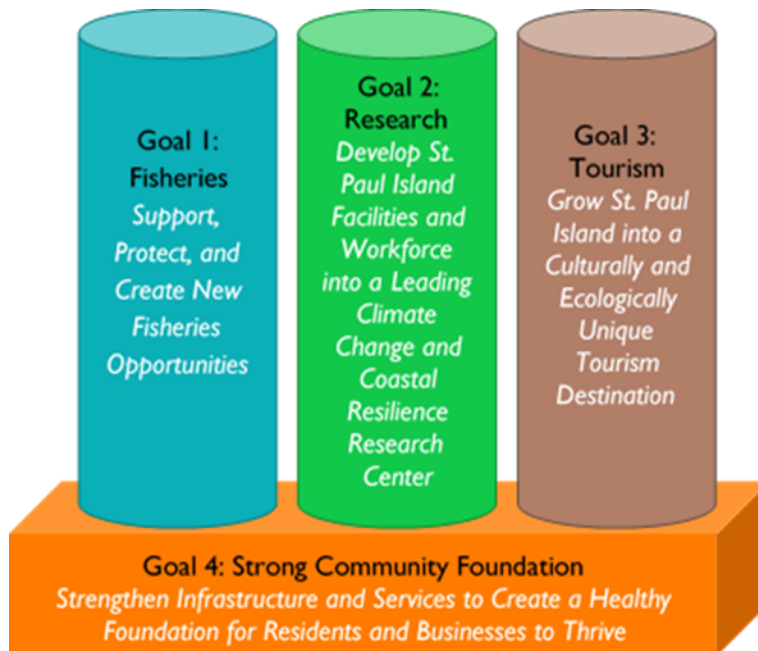 Goal 1:
Fisheries
Support,
Protect, and
Create New
Fisheries
Opportunities
Goal 2:
Research
Develop St.
Paul Island
Facilities and
Workforce
into a Leading
Climate
Change and
Coastal
Resilience
Research
Center
Goal 3:
Tourism
Grow St. Paul
Island into a
Culturally and
Ecologically
Unique
Tourism
Destination
Goal 4: Strong Community Foundation
Strengthen Infrastructure and Services to Create a Healthy
Foundation for Residents and Businesses to Thrive